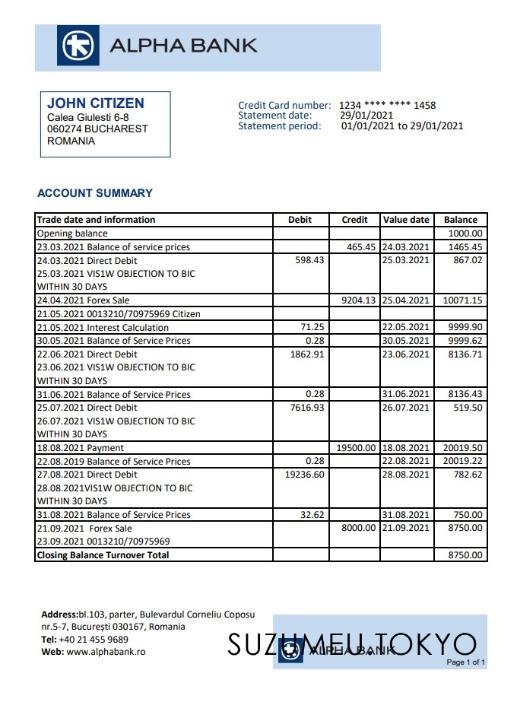 ALPHA BANK
JOHN CITIZEN
Calea Giulesti 6-8
060274 BUCHAREST
ROMANIA
Credit Card number: 1234 **** **** 1458
Statement date: 29/01/2021
Statement period: 01/01/2021 to 29/01/2021
ACCOUNT SUMMARY
Trade date and information Debit Credit Value date Balance
Opening balance 1000.00
23.03.2021 Balance of service prices 465.45 24.03.2021 1465.45
24.03.2021 Direct Debit 598.43 25.03.2021 867.02
25.03.2021 VIS1W OBJECTION TO BIC
WITHIN 30 DAYS
24.04.2021 Forex Sale 9204.13 25.04.2021 10071.15
21.05.2021 0013210/70975969 Citizen
21.05.2021 Interest Calculation 71.25 22.05.2021 9999.90
30.05.2021 Balance of Service Prices 0.28 30.05.2021 9999.62
22.06.2021 Direct Debit 1862.91 23.06.2021 8136.71
23.06.2021 VIS1W OBJECTION TO BIC
WITHIN 30 DAYS
31.06.2021 Balance of Service Prices 0.28 31.06.2021 8136.43
25.07.2021 Direct Debit 7616.93 26.07.2021 519.50
26.07.2021 VIS1W OBJECTION TO BIC
WITHIN 30 DAYS
18.08.2021 Payment 19500.00 18.08.2021 20019.50
22.08.2019 Balance of Service Prices 0.28 22.08.2021 20019.22
27.08.2021 Direct Debit 19236.60 28.08.2021 782.62
28.08.2021VIS1W OBJECTION TO BIC
WITHIN 30 DAYS
31.08.2021 Balance of Service Prices 32.62 31.08.2021 750.00
21.09.2021 Forex Sale 8000.00 21.09.2021 8750.00
23.09.2021 0013210/70975969
Closing Balance Turnover Total 8750.00
Address:bl.103, parter, Bulevardul Corneliu Coposu
nr.5-7, Bucureşti 030167, Romania
Tel: +40 21 455 9689
Web: www.alphabank.ro
SUZUMEU.TOKYO
ALPHA BANK
Page 1 of 1